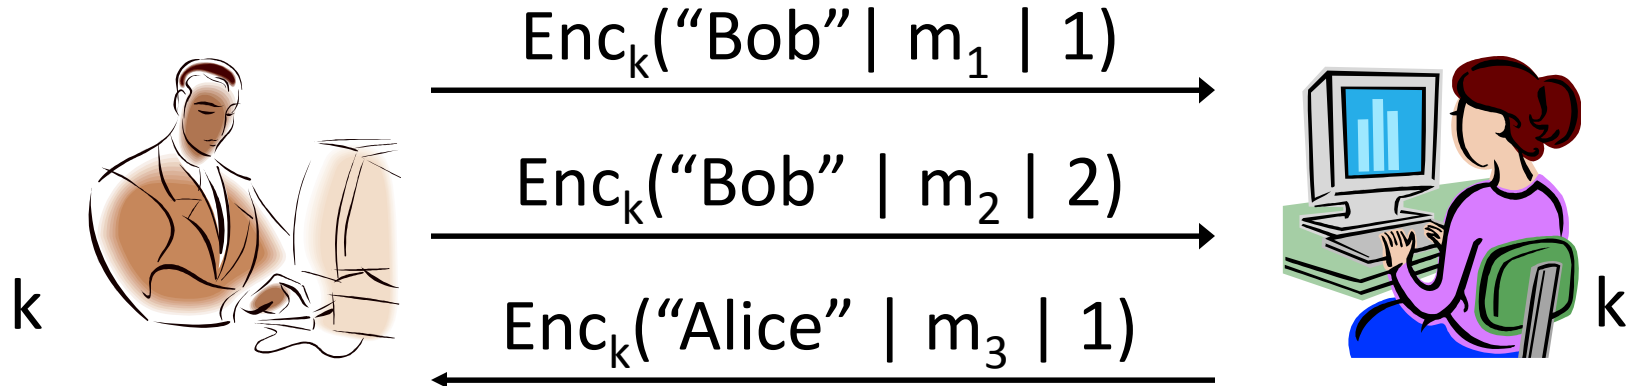 Encₖ(“Bob”| m₁ | 1)
Encₖ(“Bob” | m₂ | 2)
k
k
Encₖ(“Alice” | m₃ | 1)